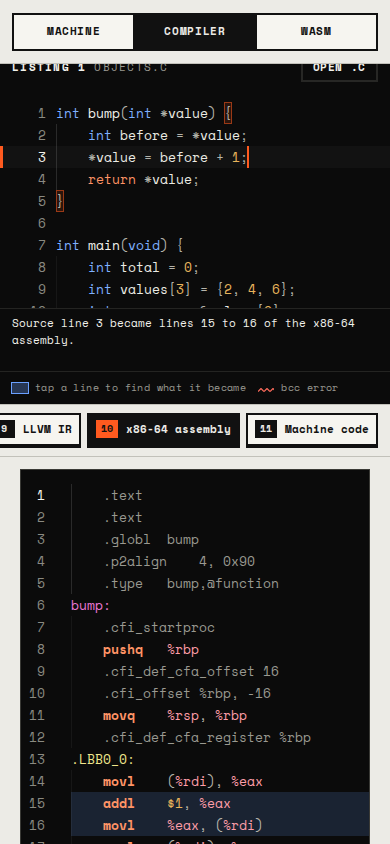 MACHINE COMPILER WASM
LISTING 1 OBJECTS.C OPEN .C
1 int bump(int *value) {
2 int before = *value;
3 *value = before + 1;
4 return *value;
5 }
6
7 int main(void) {
8 int total = 0;
9 int values[3] = {2, 4, 6};
Source line 3 became lines 15 to 16 of the x86-64
assembly.
tap a line to find what it became bcc error
9 LLVM IR 10 x86-64 assembly 11 Machine code
1 .text
2 .text
3 .globl bump
4 .p2align 4, 0x90
5 .type bump,@function
6 bump:
7 .cfi_startproc
8 pushq %rbp
9 .cfi_def_cfa_offset 16
10 .cfi_offset %rbp, -16
11 movq %rsp, %rbp
12 .cfi_def_cfa_register %rbp
13 .LBB0_0:
14 movl (%rdi), %eax
15 addl $1, %eax
16 movl %eax, (%rdi)